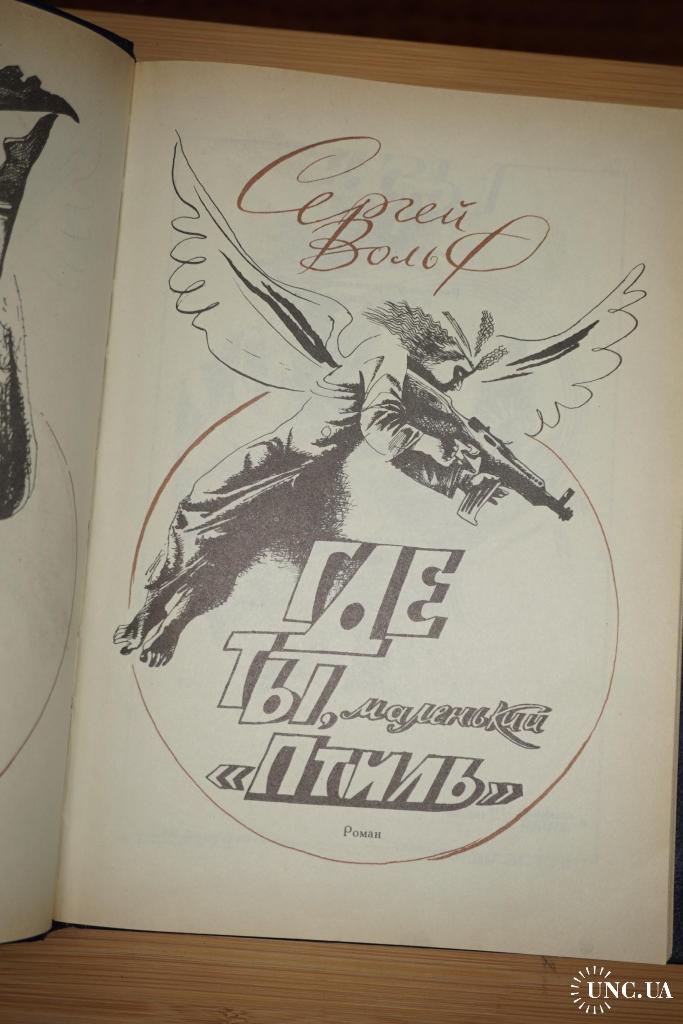 Сергей
Вольф
ГДЕ
ТЫ, маленький
«ПТИЛЬ»
Роман
UNC.UA